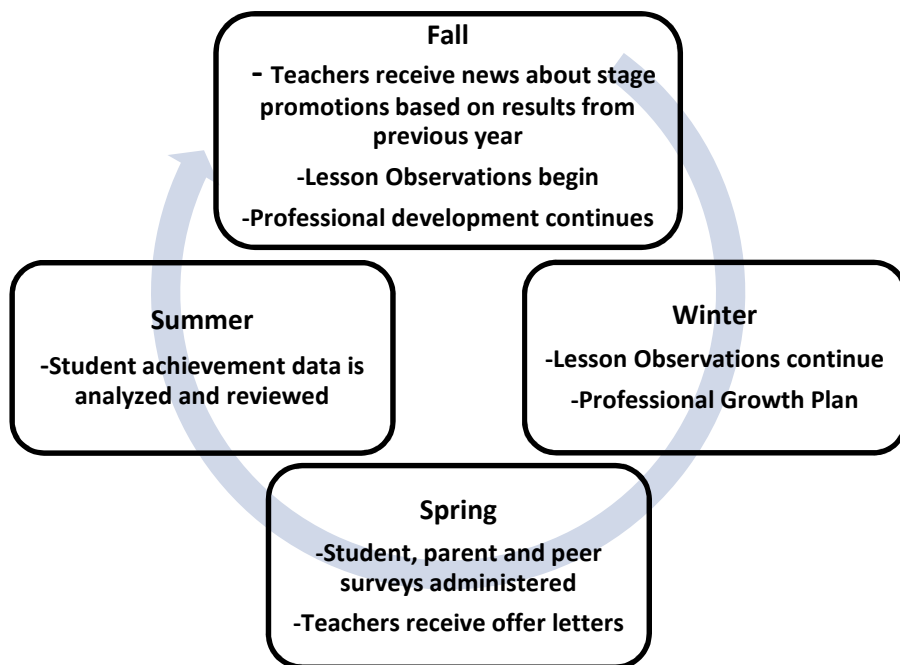 Fall
- Teachers receive news about stage
promotions based on results from
previous year
-Lesson Observations begin
-Professional development continues
Winter
-Lesson Observations continue
-Professional Growth Plan
Spring
-Student, parent and peer
surveys administered
-Teachers receive offer letters
Summer
-Student achievement data is
analyzed and reviewed